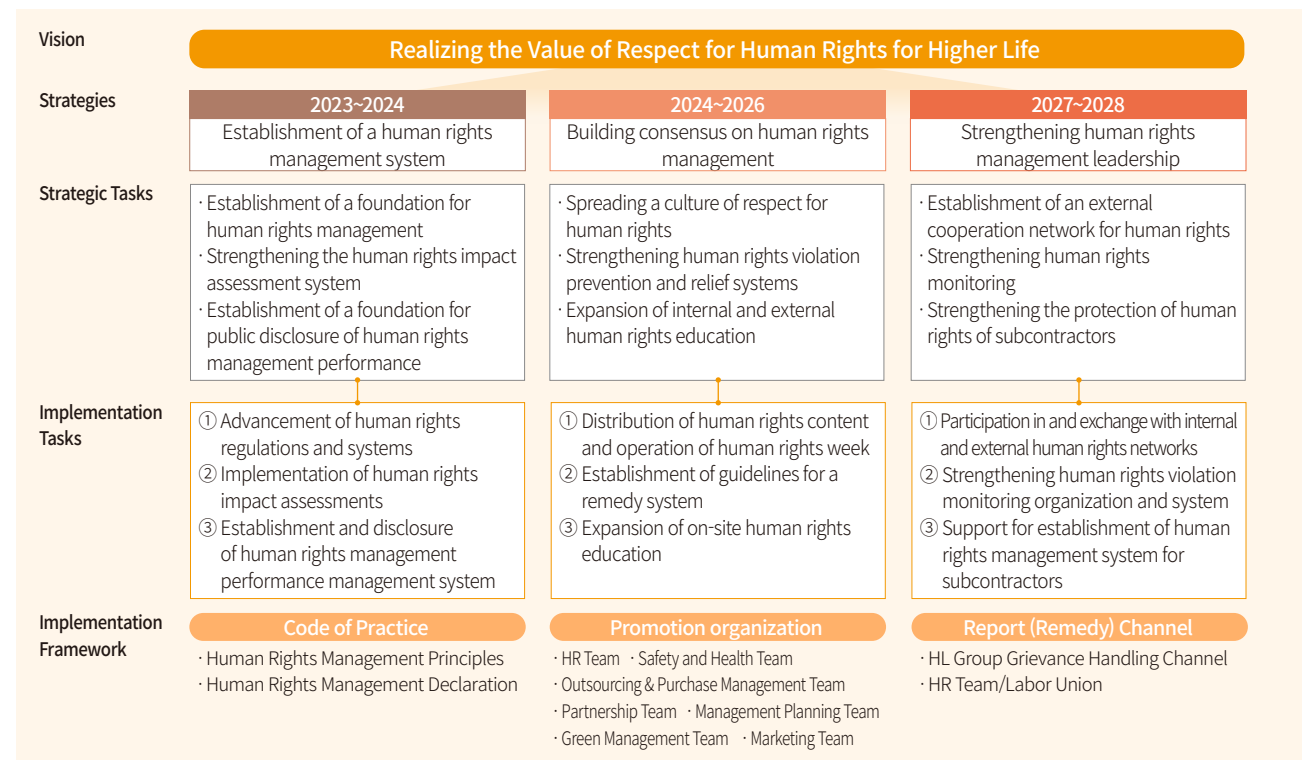 Vision
Realizing the Value of Respect for Human Rights for Higher Life
Strategies
2023~2024
Establishment of a human rights
management system
2024~2026
Building consensus on human rights
management
2027~2028
Strengthening human rights
management leadership
Strategic Tasks
· Establishment of a foundation for
human rights management
· Strengthening the human rights impact
assessment system
· Establishment of a foundation for
public disclosure of human rights
management performance
· Spreading a culture of respect for
human rights
· Strengthening human rights violation
prevention and relief systems
· Expansion of internal and external
human rights education
· Establishment of an external
cooperation network for human rights
· Strengthening human rights
monitoring
· Strengthening the protection of human
rights of subcontractors
Implementation
Tasks
① Advancement of human rights
regulations and systems
② Implementation of human rights
impact assessments
③ Establishment and disclosure
of human rights management
performance management system
① Distribution of human rights content
and operation of human rights week
② Establishment of guidelines for a
remedy system
③ Expansion of on-site human rights
education
① Participation in and exchange with internal
and external human rights networks
② Strengthening human rights violation
monitoring organization and system
③ Support for establishment of human
rights management system for
subcontractors
Implementation
Framework
Code of Practice
· Human Rights Management Principles
· Human Rights Management Declaration
Promotion organization
· HR Team · Safety and Health Team
· Outsourcing & Purchase Management Team
· Partnership Team · Management Planning Team
· Green Management Team · Marketing Team
Report (Remedy) Channel
· HL Group Grievance Handling Channel
· HR Team/Labor Union